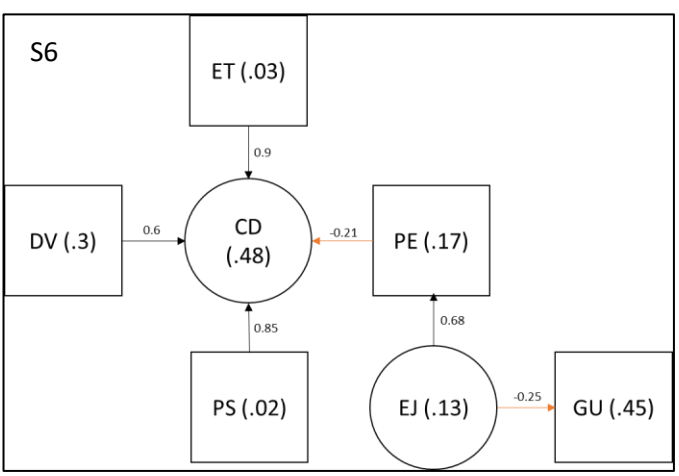 S6
ET (.03)
0.9
DV (.3)
0.6
CD
(.48)
-0.21
PE (.17)
0.85
0.68
PS (.02)
EJ (.13)
-0.25
GU (.45)